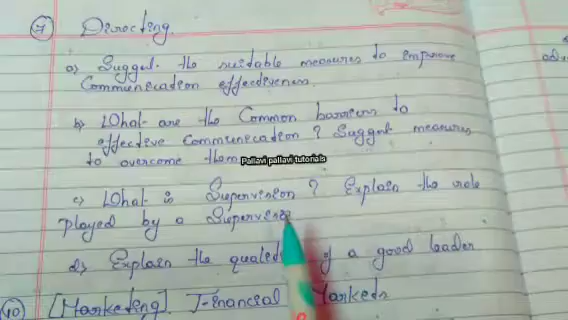 7 Directing.
a) Suggest the suitable measures to improve
Communication effectiveness.
b) What are the Common barriers to
effective communication? Suggest measures
to overcome them
Pallavi pallavi tutorials
c) What is Supervision? Explain the role
played by a Supervisor
d) Explain the of a good leader
10 [Marketing] Financial Markets